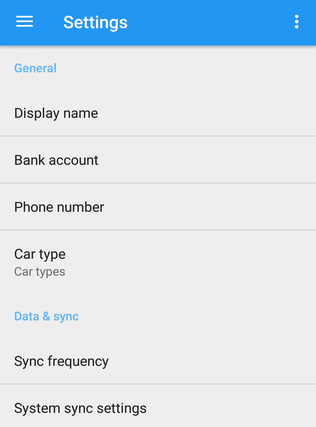 Settings
General
Display name
Bank account
Phone number
Car type
Car types
Data & sync
Sync frequency
System sync settings